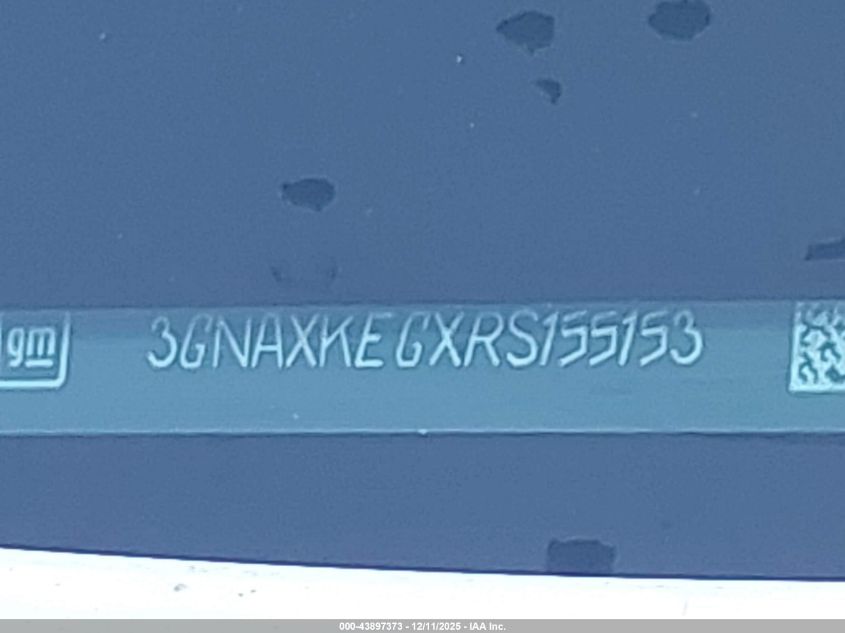 gm 3GNAXKEGXRS155153
000-43897373 - 12/11/2025 - IAA Inc.